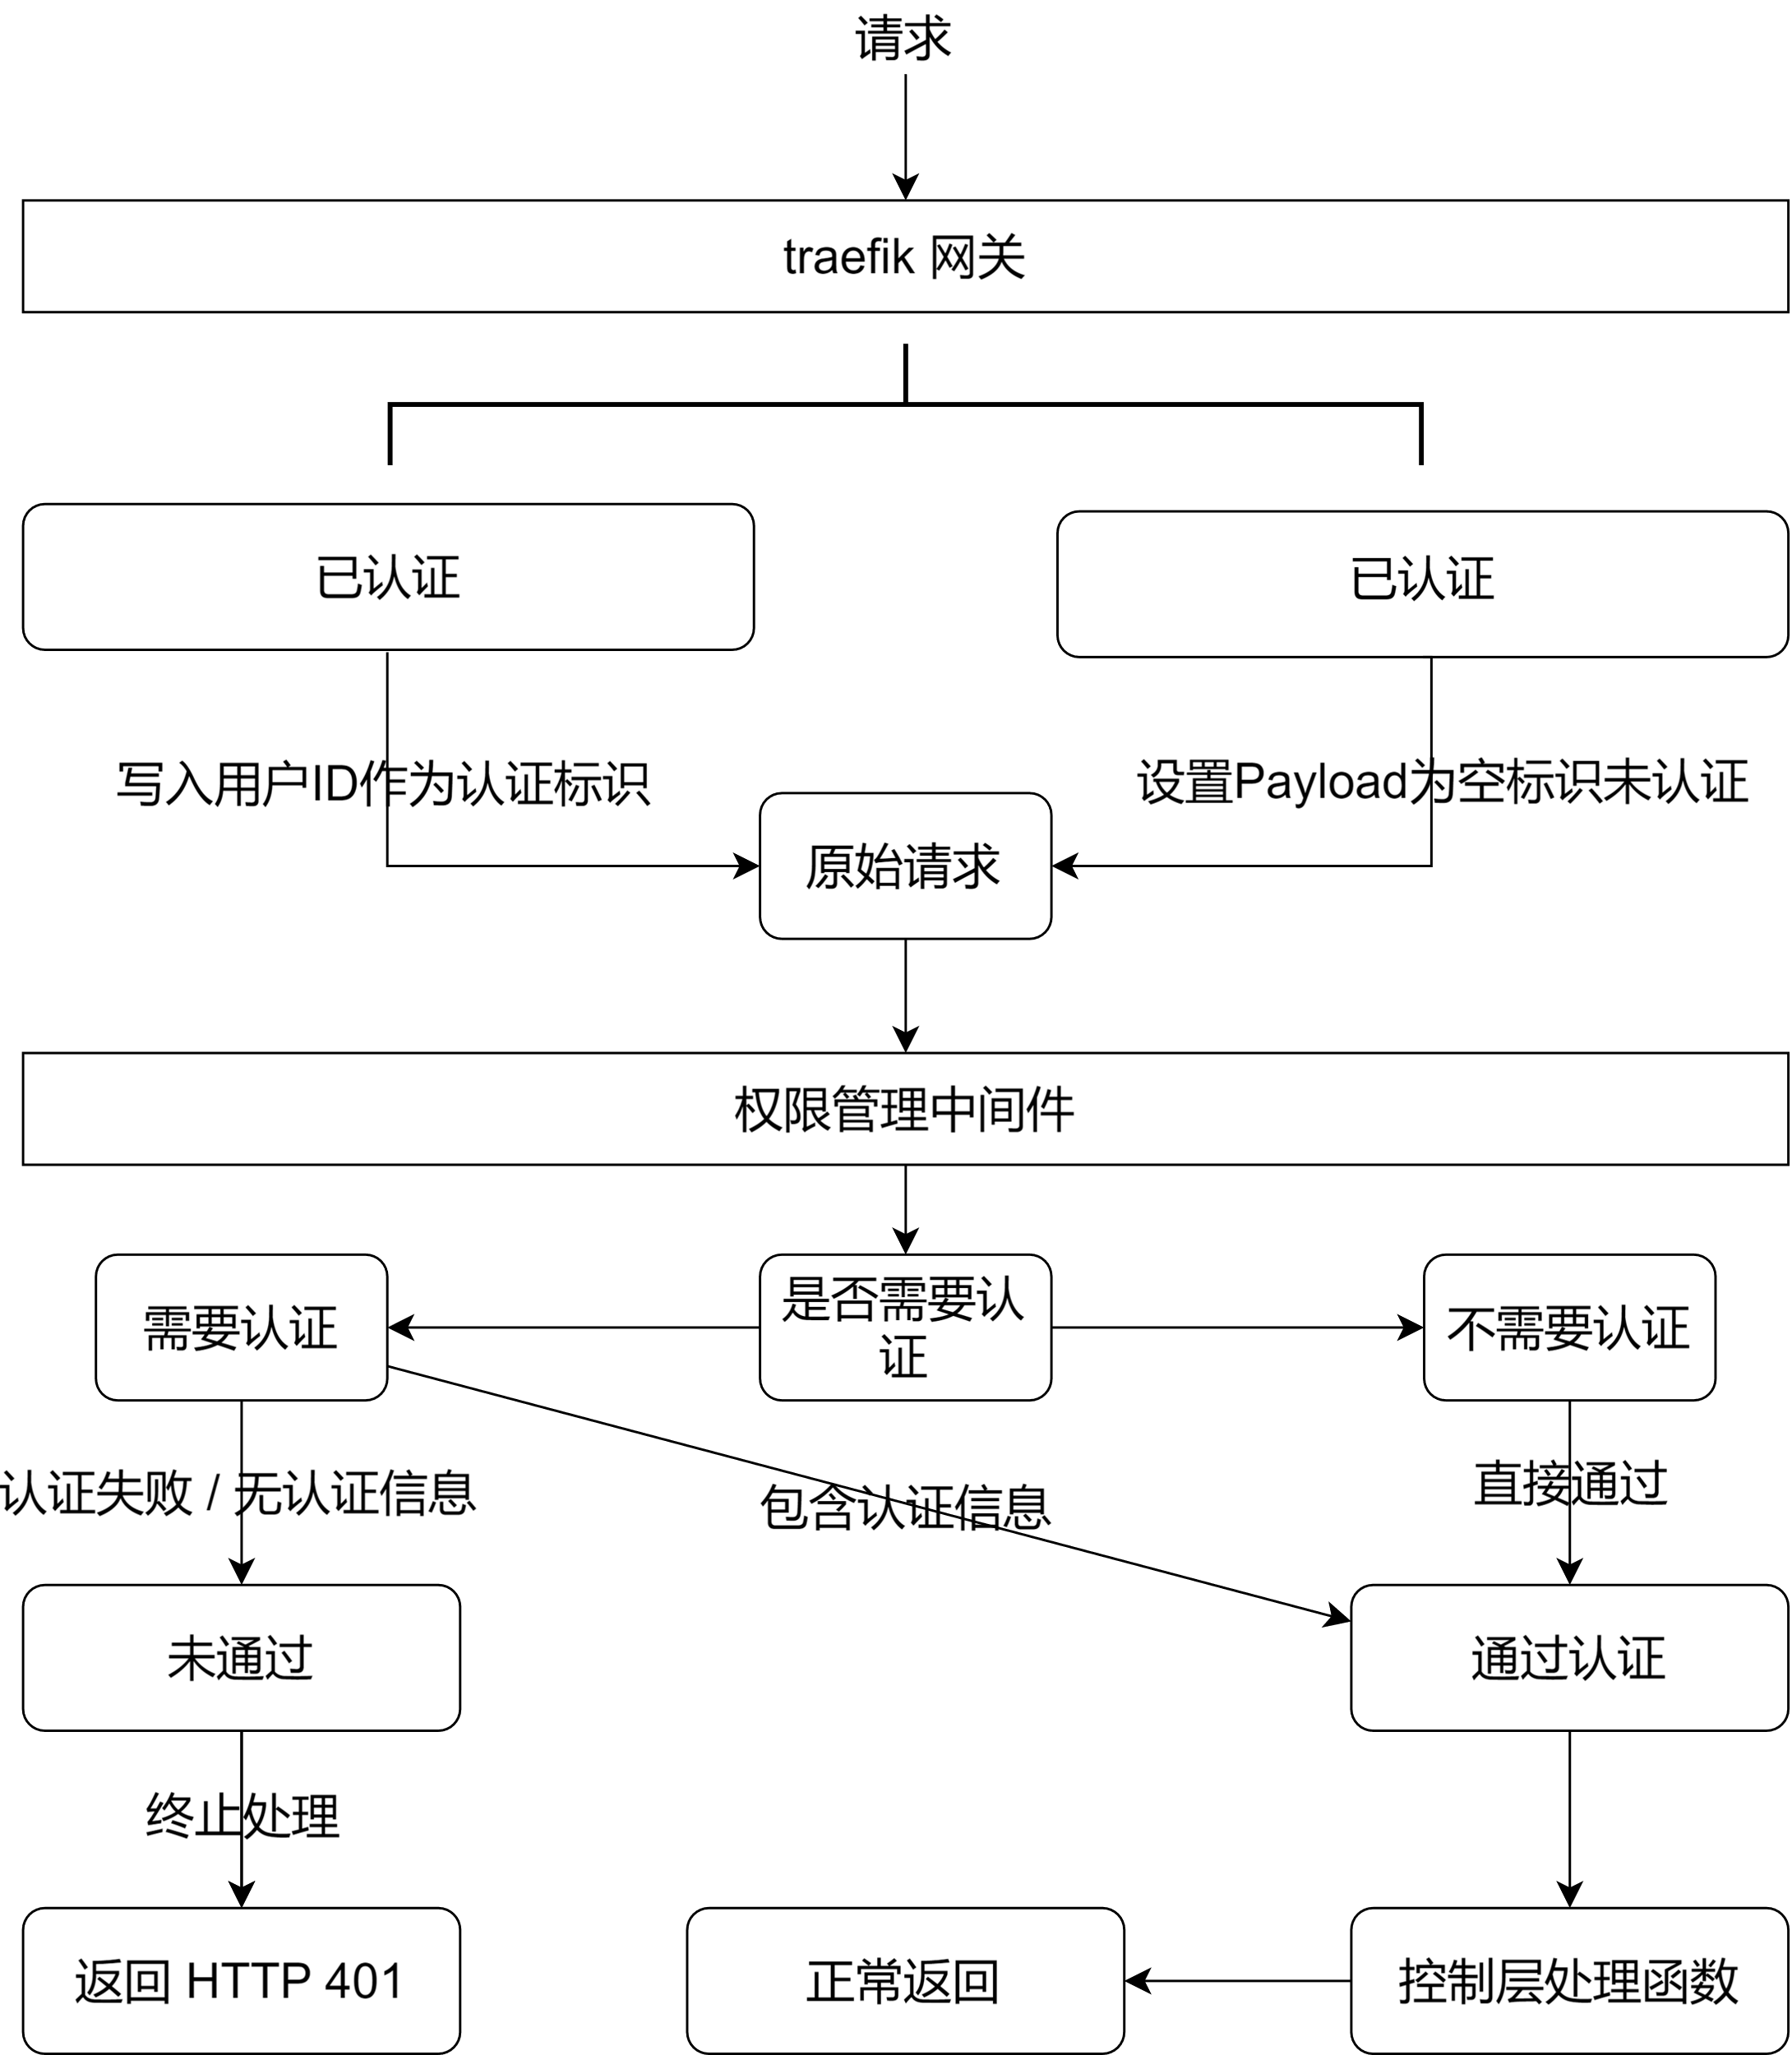 请求
traefik 网关
已认证
已认证
写入用户ID作为认证标识
设置Payload为空标识未认证
原始请求
权限管理中间件
需要认证
是否需要认
证
不需要认证
认证失败 / 无认证信息
包含认证信息
直接通过
未通过
通过认证
终止处理
返回 HTTP 401
正常返回
控制层处理函数